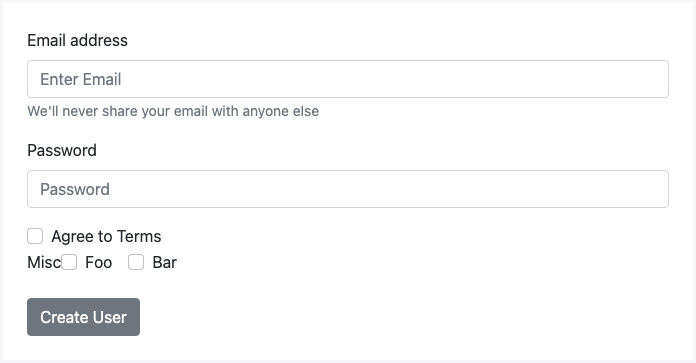 Email address
Enter Email
We'll never share your email with anyone else
Password
Password
Agree to Terms
Misc Foo Bar
Create User